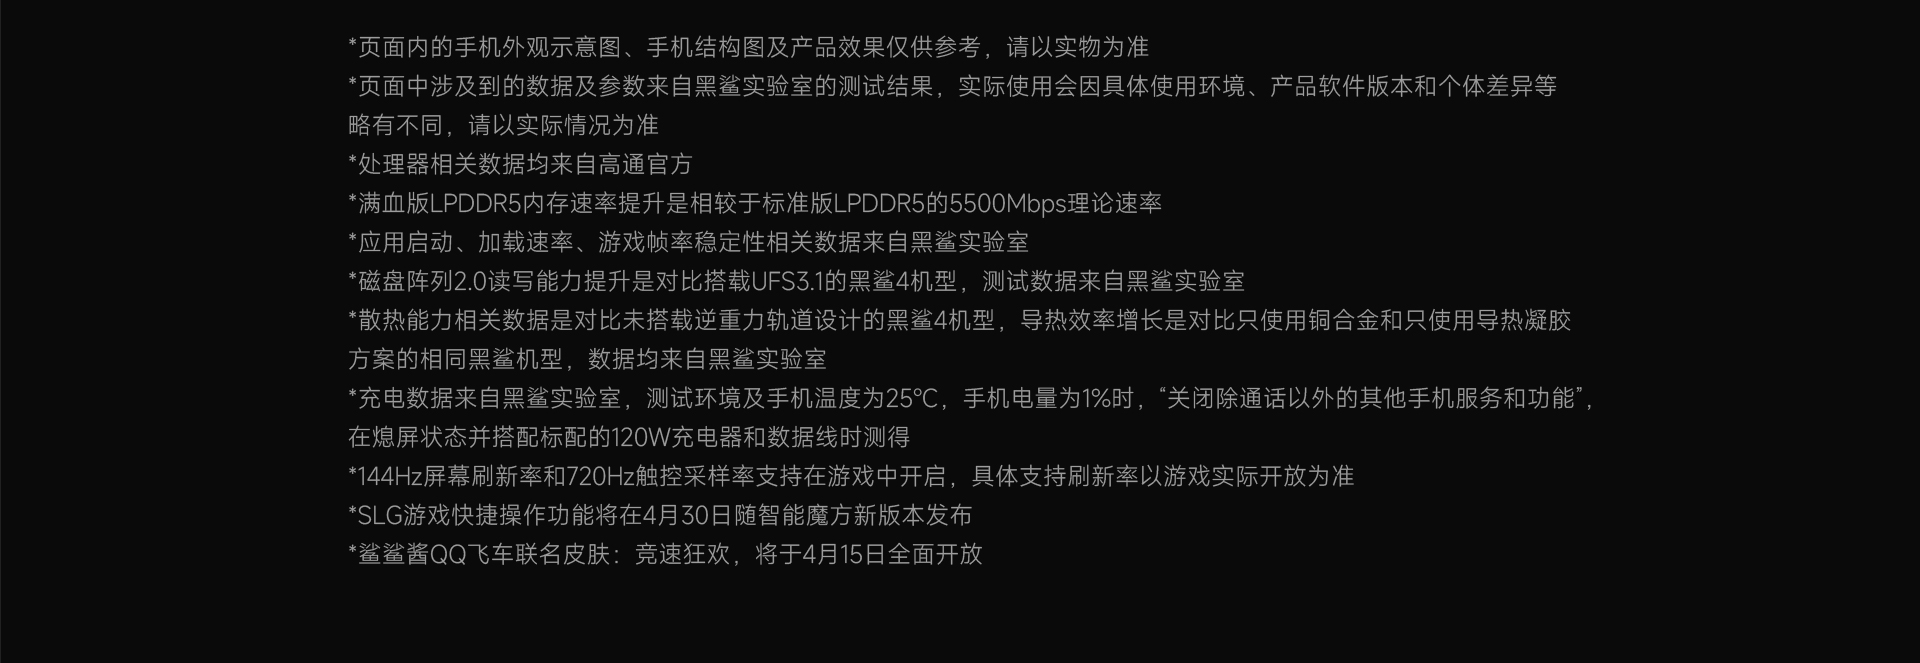 *页面内的手机外观示意图、手机结构图及产品效果仅供参考，请以实物为准
*页面中涉及到的数据及参数来自黑鲨实验室的测试结果，实际使用会因具体使用环境、产品软件版本和个体差异等
略有不同，请以实际情况为准
*处理器相关数据均来自高通官方
*满血版LPDDR5内存速率提升是相较于标准版LPDDR5的5500Mbps理论速率
*应用启动、加载速率、游戏帧率稳定性相关数据来自黑鲨实验室
*磁盘阵列2.0读写能力提升是对比搭载UFS3.1的黑鲨4机型，测试数据来自黑鲨实验室
*散热能力相关数据是对比未搭载逆重力轨道设计的黑鲨4机型，导热效率增长是对比只使用铜合金和只使用导热凝胶
方案的相同黑鲨机型，数据均来自黑鲨实验室
*充电数据来自黑鲨实验室，测试环境及手机温度为25℃，手机电量为1%时，“关闭除通话以外的其他手机服务和功能”，
在熄屏状态并搭配标配的120W充电器和数据线时测得
*144Hz屏幕刷新率和720Hz触控采样率支持在游戏中开启，具体支持刷新率以游戏实际开放为准
*SLG游戏快捷操作功能将在4月30日随智能魔方新版本发布
*鲨鲨酱QQ飞车联名皮肤：竞速狂欢，将于4月15日全面开放